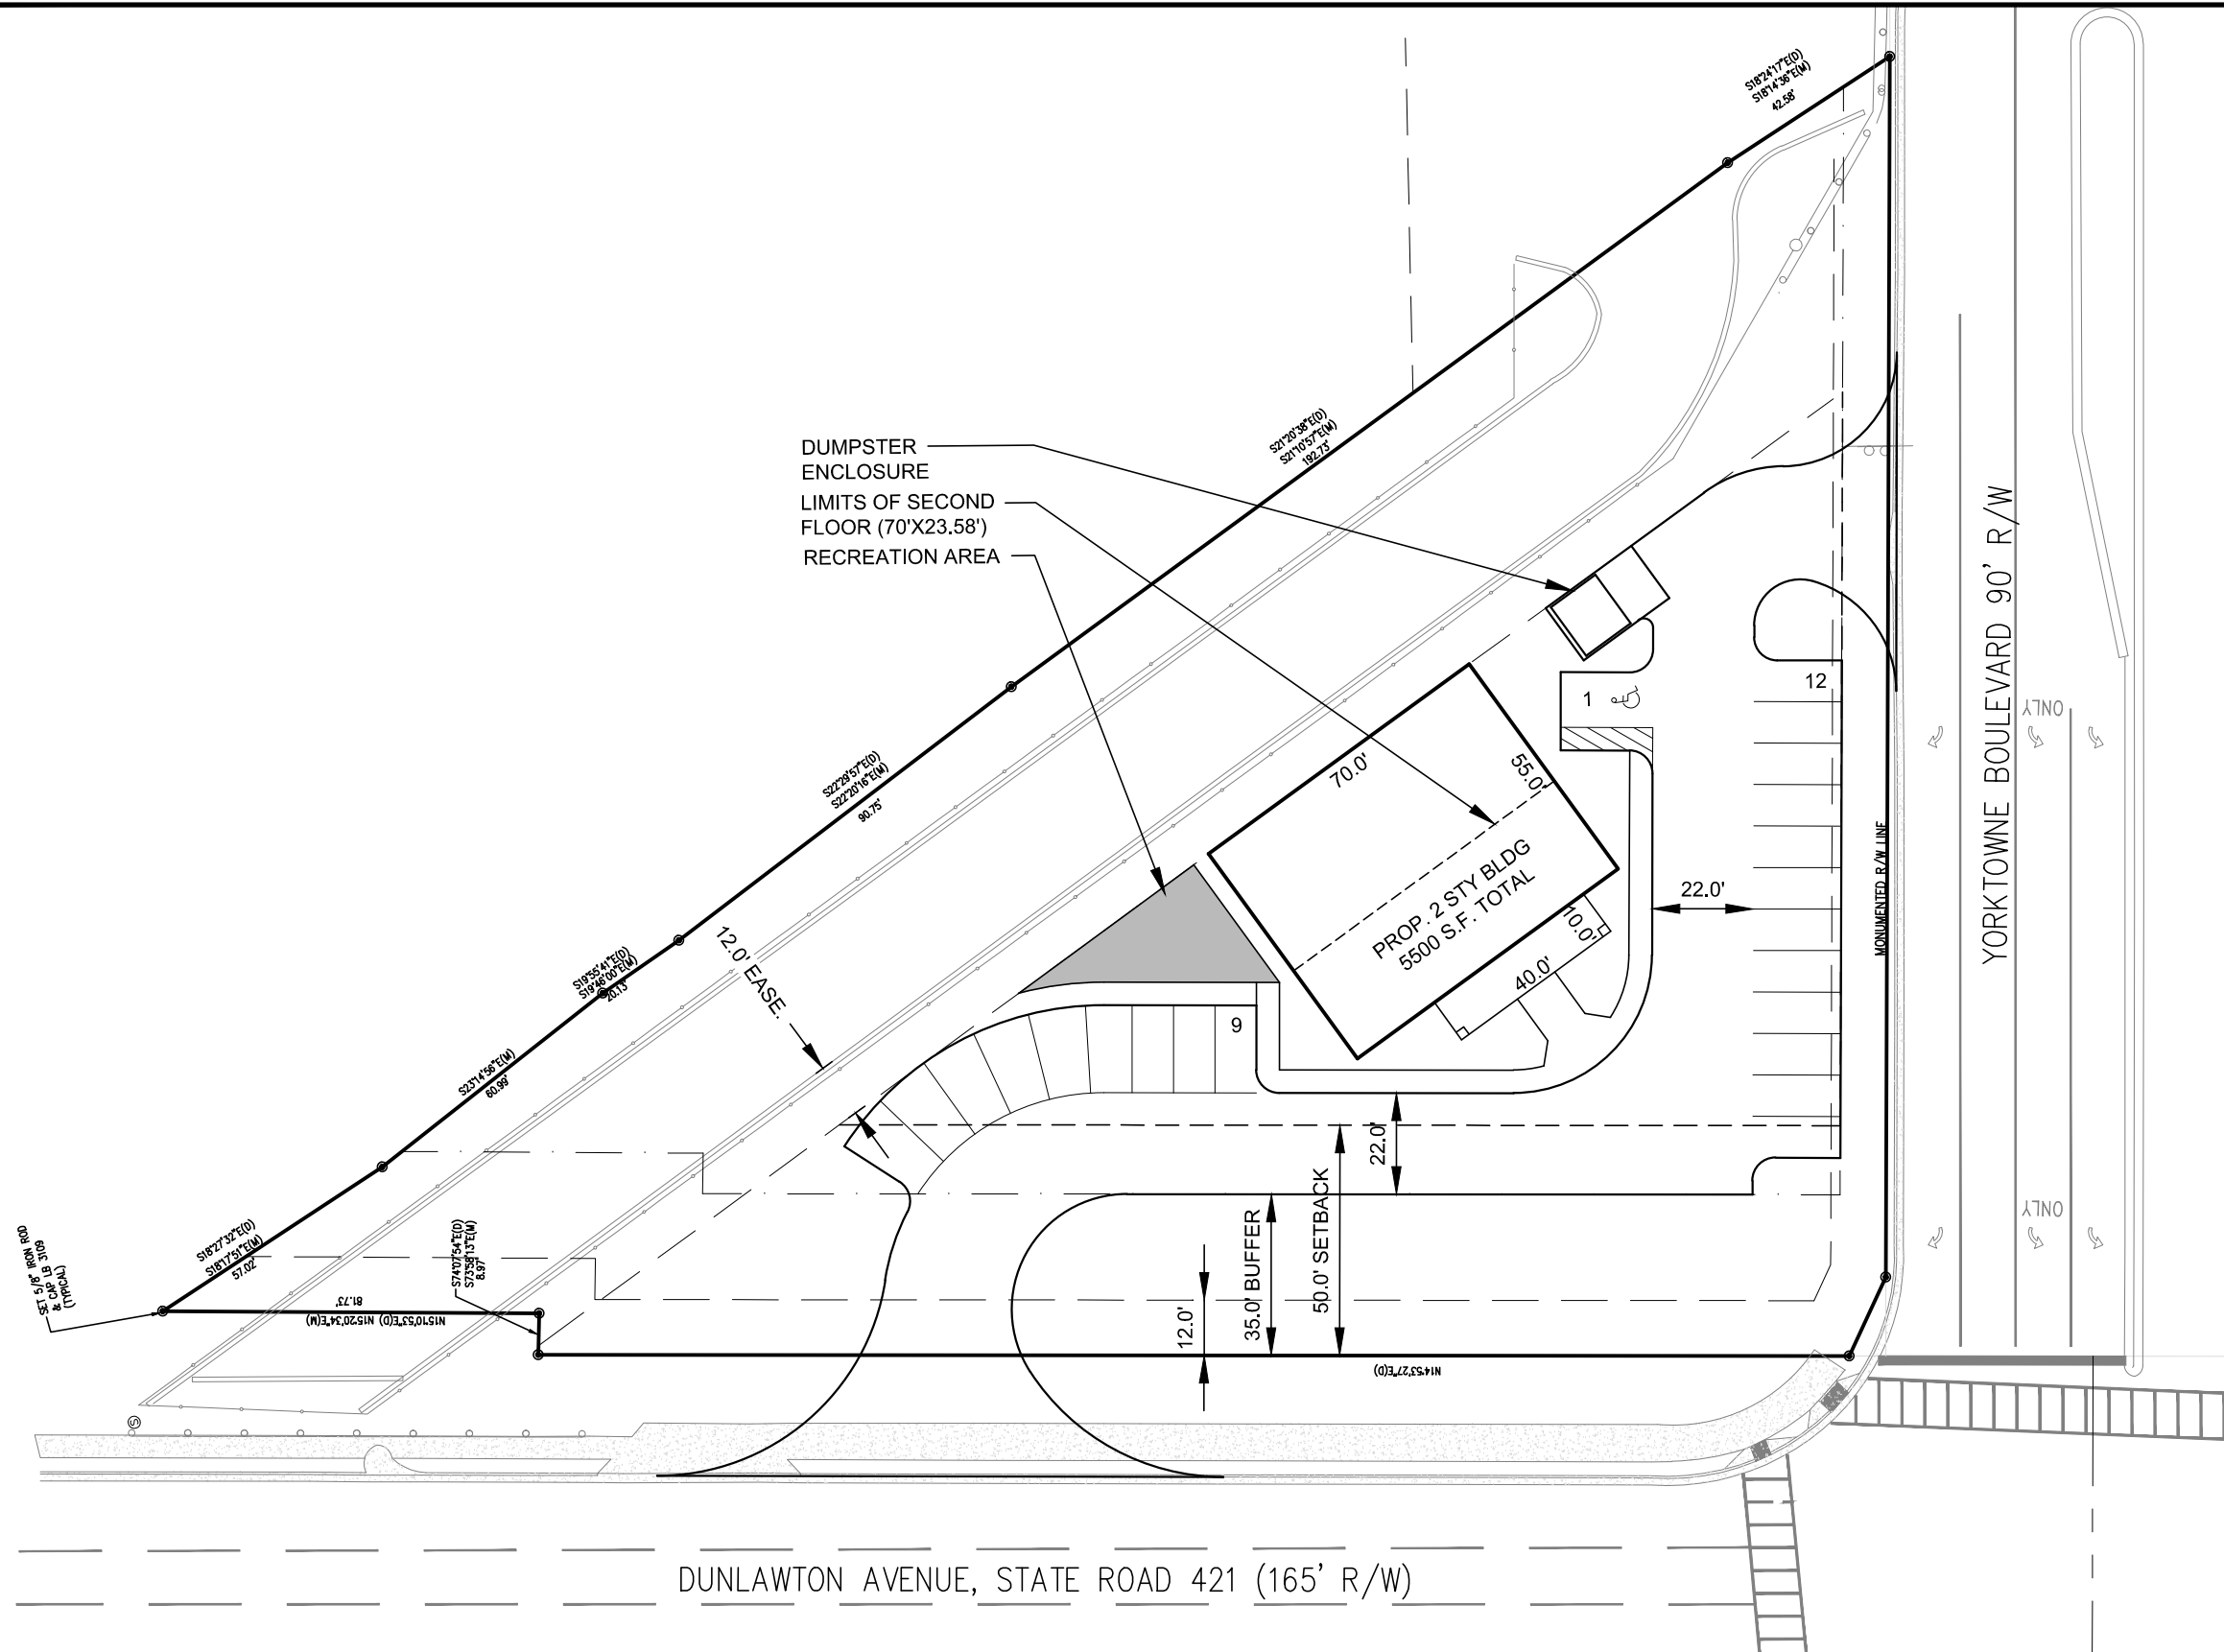 S18°24'17"E(D)
S18°14'36"E(M)
42.58'
DUMPSTER
ENCLOSURE
LIMITS OF SECOND
FLOOR (70'X23.58')
RECREATION AREA
S21°20'38"E(D)
S21°10'57"E(M)
192.73'
YORKTOWNE BOULEVARD 90' R/W
ONLY
ONLY
MONUMENTED R/W LINE
1
12
70.0'
55.0'
PROP. 2 STY BLDG
5500 S.F. TOTAL
10.0'
40.0'
22.0'
S22°29'57"E(D)
S22°20'16"E(M)
90.75'
S19°55'41"E(D)
S19°46'00"E(M)
20.13'
12.0' EASE.
9
S23°14'56"E(M)
60.99'
22.0'
50.0' SETBACK
35.0' BUFFER
12.0'
S18°27'32"E(D)
S18°17'51"E(M)
57.02'
SET 5/8" IRON ROD
& CAP LB 3109
(TYPICAL)
S74°07'54"E(D)
S73°58'13"E(M)
8.97'
81.73'
N15°10'53"E(D) N15°20'34"E(M)
N14°53'27"E(D)
S
DUNLAWTON AVENUE, STATE ROAD 421 (165' R/W)